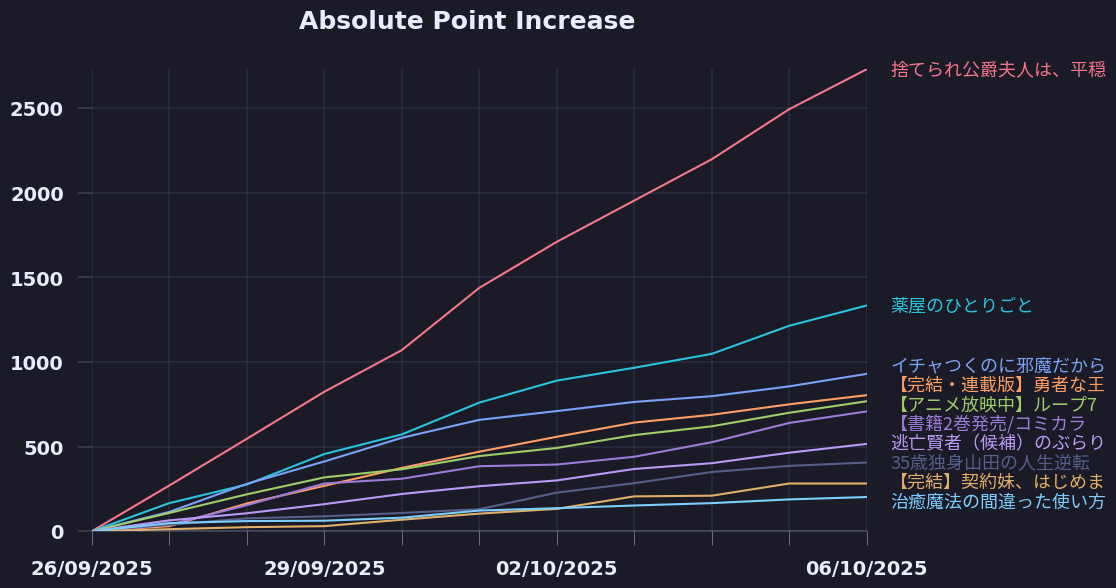 Absolute Point Increase
捨てられ公爵夫人は、平穏
2500
2000
1500
薬屋のひとりごと
1000
イチャつくのに邪魔だから
【完結・連載版】勇者な王
【アニメ放映中】ループ7
【書籍2巻発売/コミカラ
500
逃亡賢者（候補）のぶらり
35歳独身山田の人生逆転
【完結】契約妹、はじめま
治癒魔法の間違った使い方
0
26/09/2025 29/09/2025 02/10/2025 06/10/2025